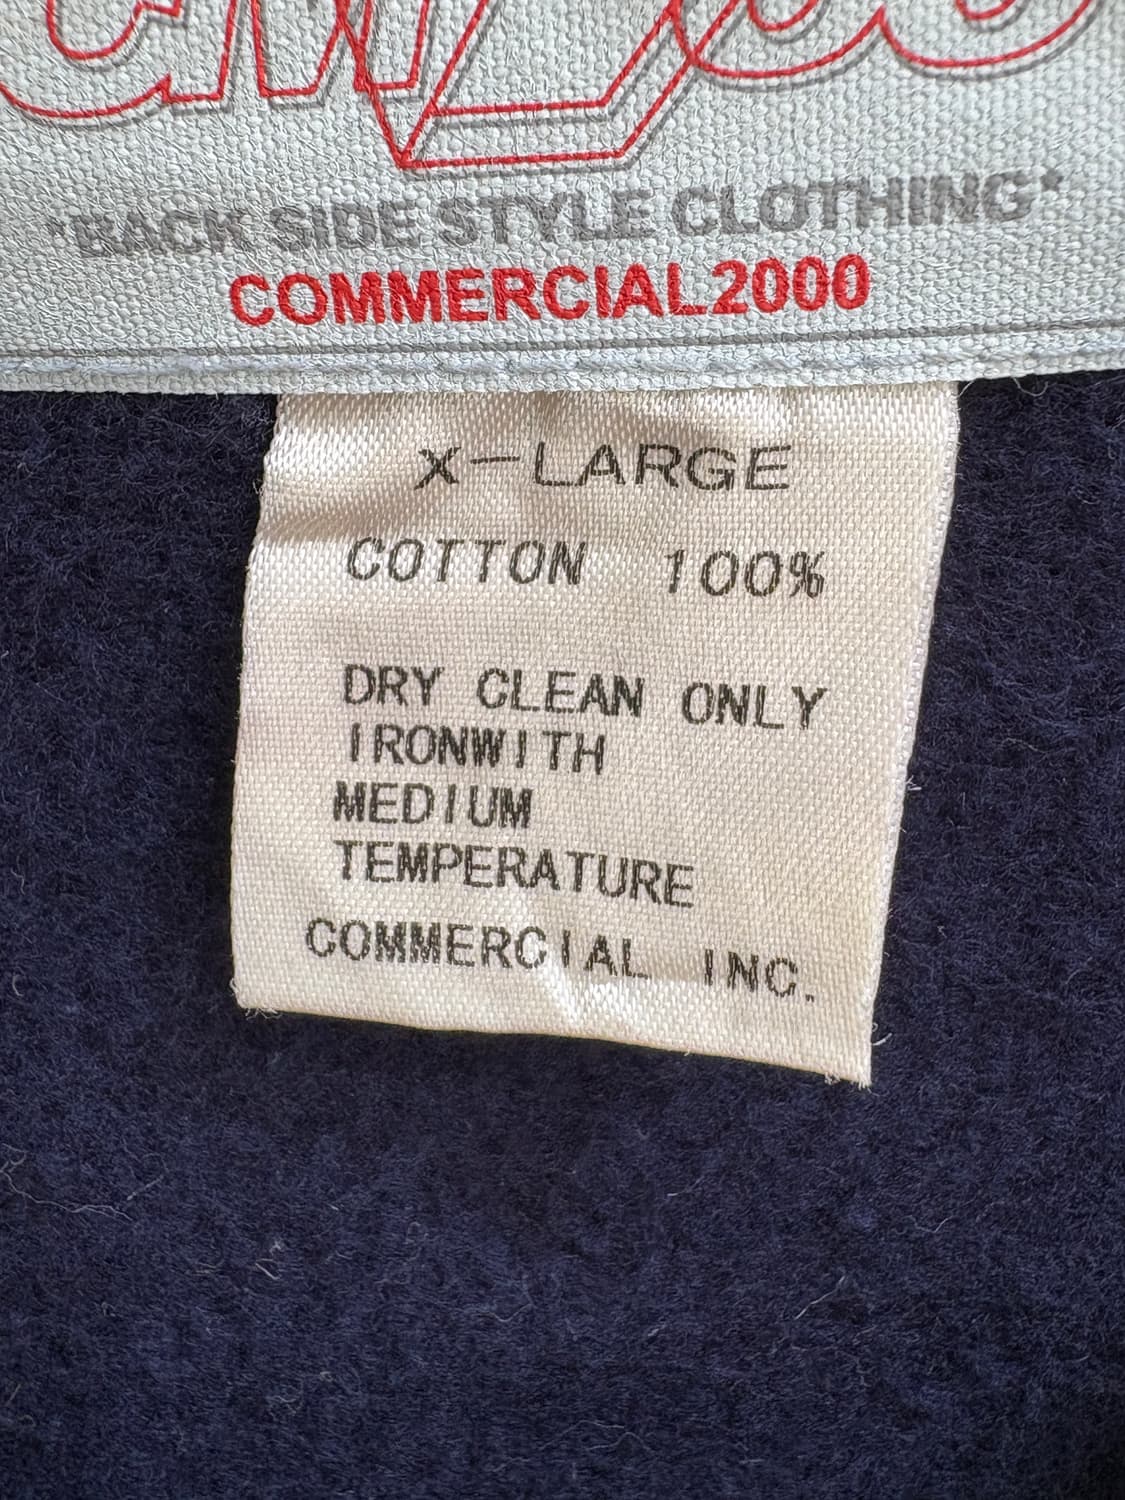 "BACK SIDE STYLE CLOTHING"
COMMERCIAL2000
X-LARGE
COTTON 100%
DRY CLEAN ONLY
IRONWITH
MEDIUM
TEMPERATURE
COMMERCIAL INC.